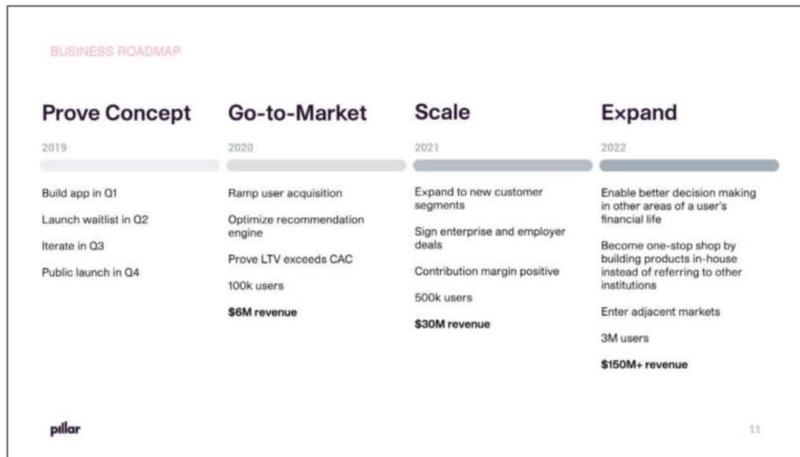 BUSINESS ROADMAP
Prove Concept
2019
Build app in Q1
Launch waitlist in Q2
Iterate in Q3
Public launch in Q4
Go-to-Market
2020
Ramp user acquisition
Optimize recommendation
engine
Prove LTV exceeds CAC
100k users
$6M revenue
Scale
2021
Expand to new customer
segments
Sign enterprise and employer
deals
Contribution margin positive
500k users
$30M revenue
Expand
2022
Enable better decision making
in other areas of a user's
financial life
Become one-stop shop by
building products in-house
instead of referring to other
institutions
Enter adjacent markets
3M users
$150M+ revenue
pillar
11